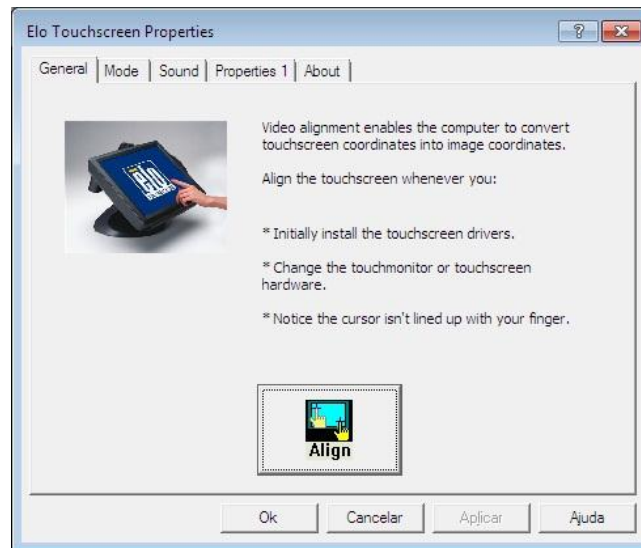 Elo Touchscreen Properties
General Mode Sound Properties 1 About
Video alignment enables the computer to convert
touchscreen coordinates into image coordinates.
Align the touchscreen whenever you:
* Initially install the touchscreen drivers.
* Change the touchmonitor or touchscreen
hardware.
* Notice the cursor isn't lined up with your finger.
elo
Align
Ok Cancelar Aplicar Ajuda